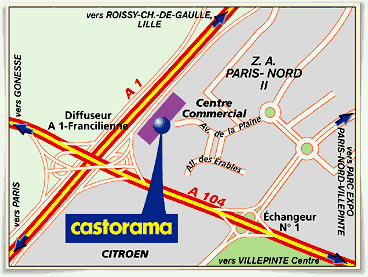 vers ROISSY-CH.-DE-GAULLE,
LILLE
vers GONESSE
A 1
Z. A.
PARIS- NORD
II
Diffuseur
A 1-Francilienne
Centre
Commercial
Av. de la Plaine
All. des Erables
vers PARC EXPO
PARIS-NORD-VILLEPINTE
vers PARIS
A 104
castorama
Échangeur
N° 1
CITROEN
vers VILLEPINTE Centre